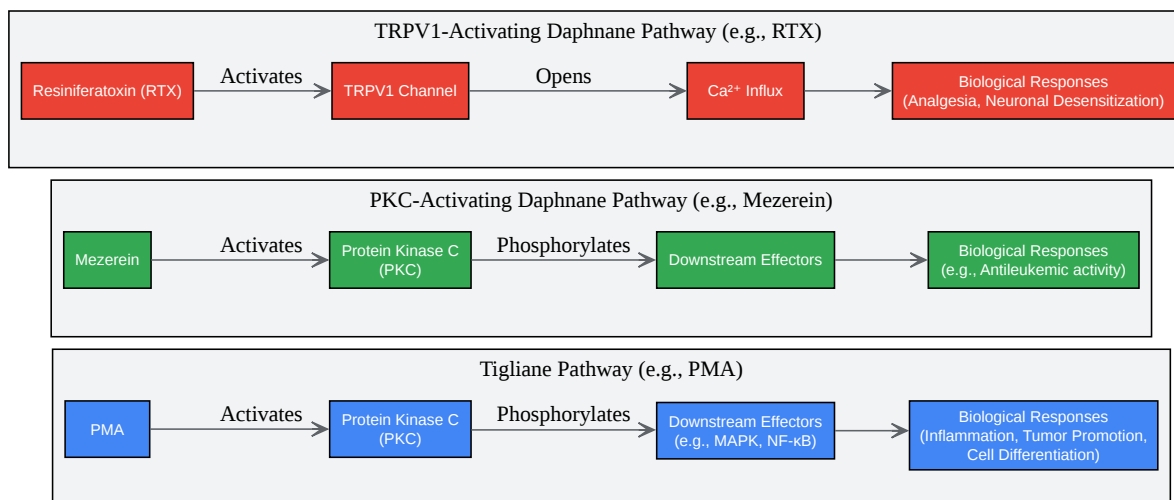 TRPV1-Activating Daphnane Pathway (e.g., RTX)
Resiniferatoxin (RTX)
Activates
TRPV1 Channel
Opens
Ca²⁺ Influx
Biological Responses
(Analgesia, Neuronal Desensitization)
PKC-Activating Daphnane Pathway (e.g., Mezerein)
Mezerein
Activates
Protein Kinase C
(PKC)
Phosphorylates
Downstream Effectors
Biological Responses
(e.g., Antileukemic activity)
Tigliane Pathway (e.g., PMA)
PMA
Activates
Protein Kinase C
(PKC)
Phosphorylates
Downstream Effectors
(e.g., MAPK, NF-κB)
Biological Responses
(Inflammation, Tumor Promotion,
Cell Differentiation)